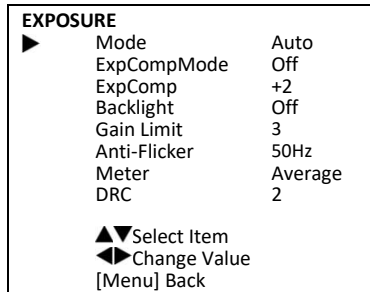 EXPOSURE
▶ Mode Auto
ExpCompMode Off
ExpComp +2
Backlight Off
Gain Limit 3
Anti-Flicker 50Hz
Meter Average
DRC 2
▲▼Select Item
◀▶Change Value
[Menu] Back